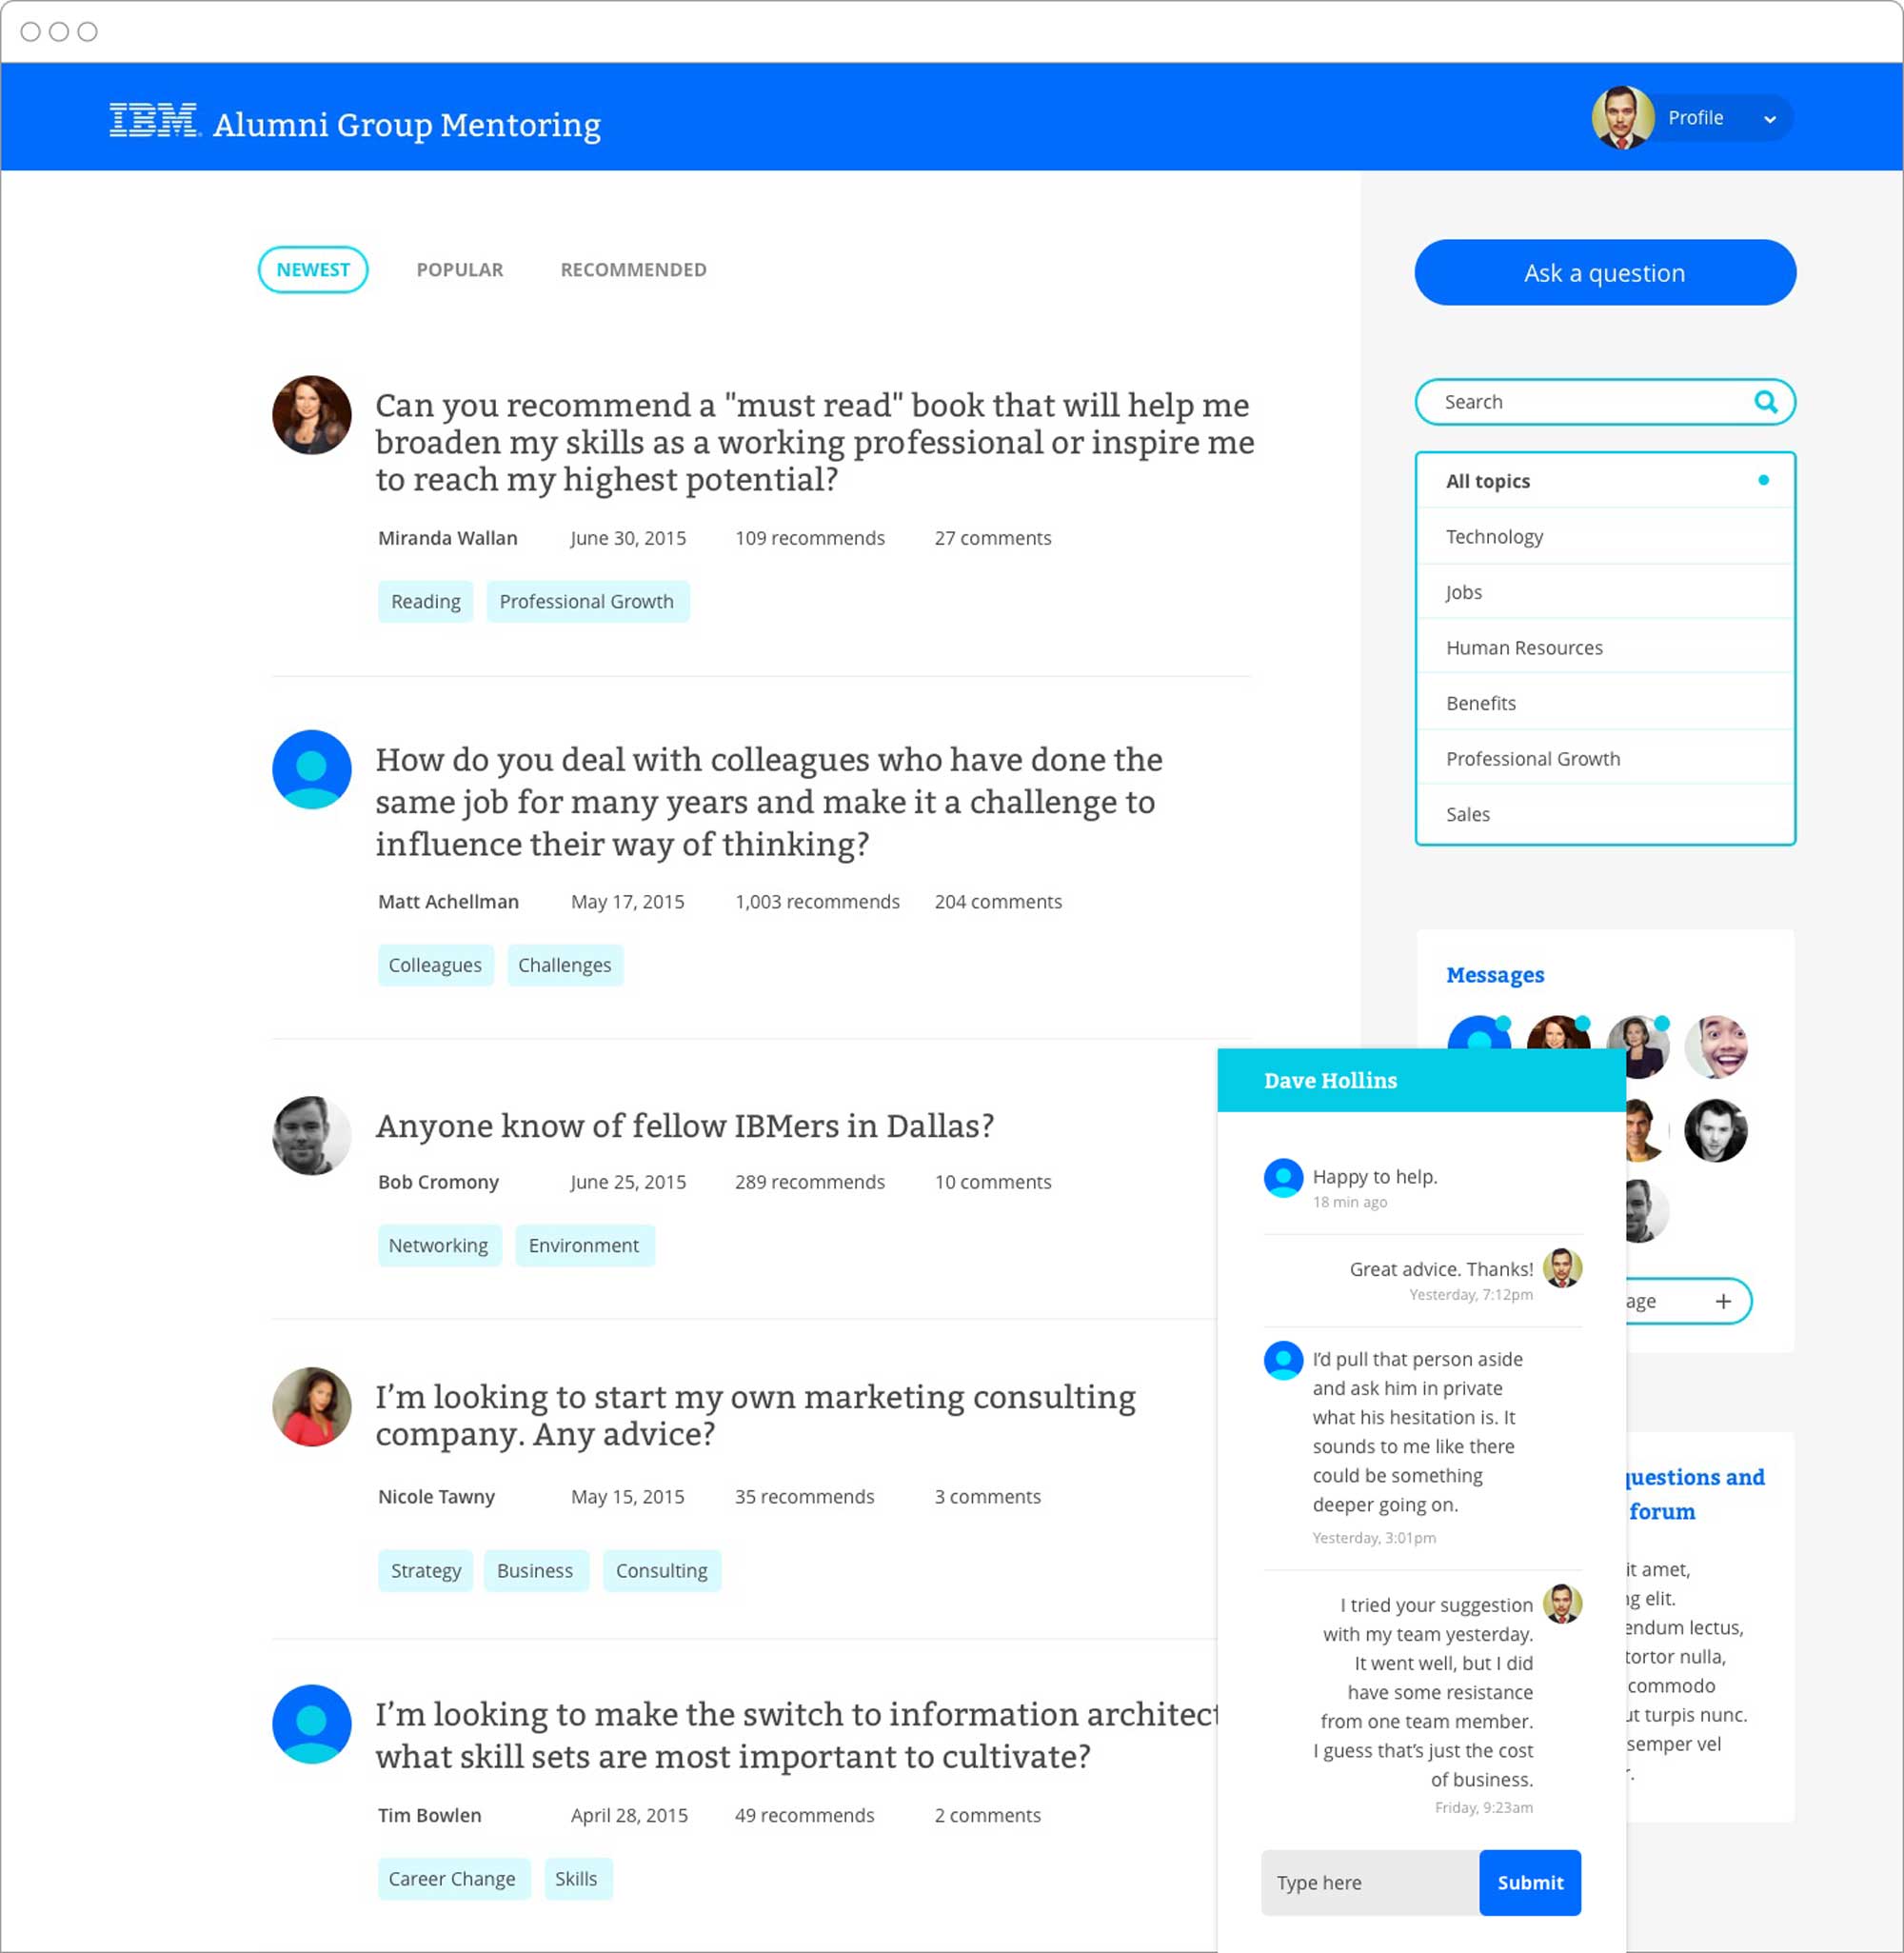 IBM Alumni Group Mentoring
Profile
NEWEST
POPULAR
RECOMMENDED
Can you recommend a "must read" book that will help me
broaden my skills as a working professional or inspire me
to reach my highest potential?
Miranda Wallan
June 30, 2015
109 recommends
27 comments
Reading
Professional Growth
How do you deal with colleagues who have done the
same job for many years and make it a challenge to
influence their way of thinking?
Matt Achellman
May 17, 2015
1,003 recommends
204 comments
Colleagues
Challenges
Anyone know of fellow IBMers in Dallas?
Bob Cromony
June 25, 2015
289 recommends
10 comments
Networking
Environment
I’m looking to start my own marketing consulting
company. Any advice?
Nicole Tawny
May 15, 2015
35 recommends
3 comments
Strategy
Business
Consulting
I’m looking to make the switch to information architect
what skill sets are most important to cultivate?
Tim Bowlen
April 28, 2015
49 recommends
2 comments
Career Change
Skills
Ask a question
Search
All topics
Technology
Jobs
Human Resources
Benefits
Professional Growth
Sales
Messages
age +
questions and
forum
it amet,
ng elit.
endum lectus,
tortor nulla,
commodo
ut turpis nunc.
semper vel
r.
Dave Hollins
Happy to help.
18 min ago
Great advice. Thanks!
Yesterday, 7:12pm
I’d pull that person aside
and ask him in private
what his hesitation is. It
sounds to me like there
could be something
deeper going on.
Yesterday, 3:01pm
I tried your suggestion
with my team yesterday.
It went well, but I did
have some resistance
from one team member.
I guess that’s just the cost
of business.
Friday, 9:23am
Type here
Submit